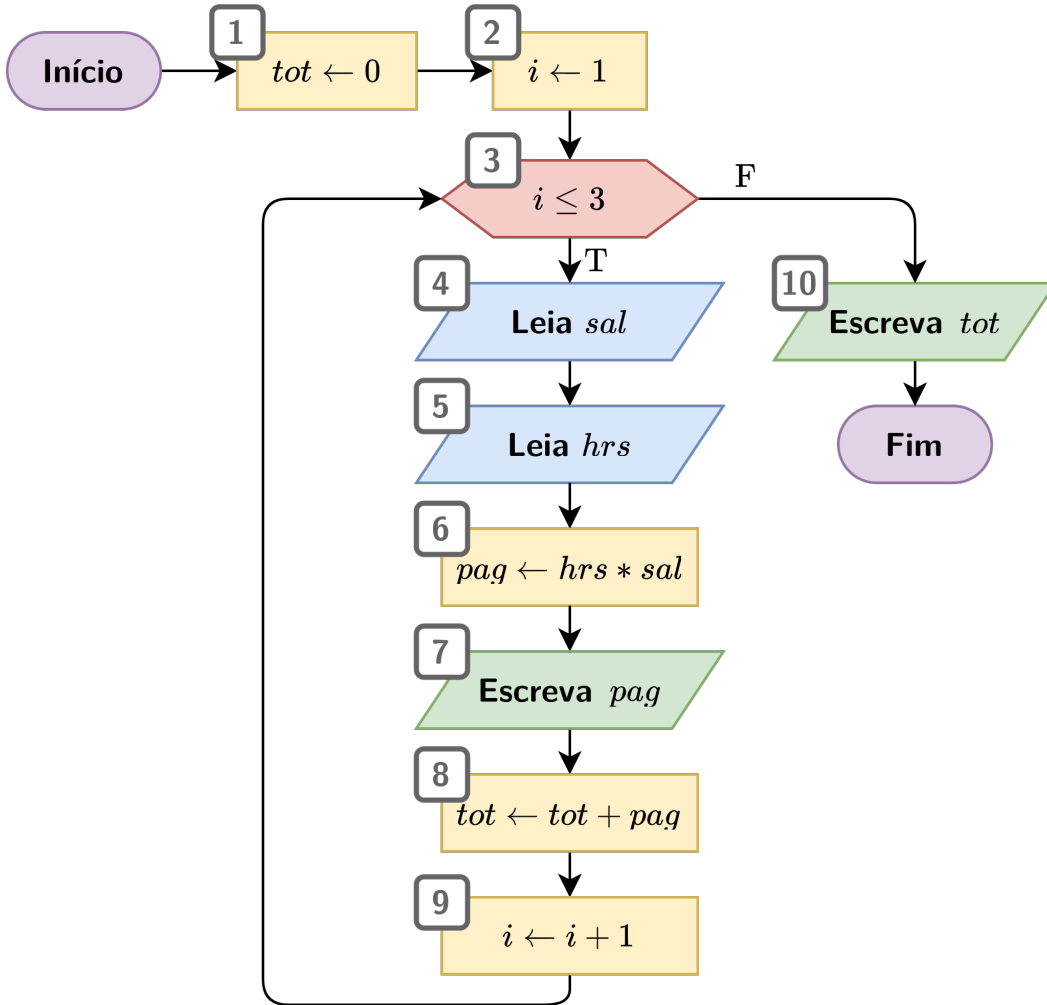 Início
1
tot ← 0
2
i ← 1
3
i ≤ 3
F
T
4
Leia sal
10
Escreva tot
5
Leia hrs
Fim
6
pag ← hrs * sal
7
Escreva pag
8
tot ← tot + pag
9
i ← i + 1